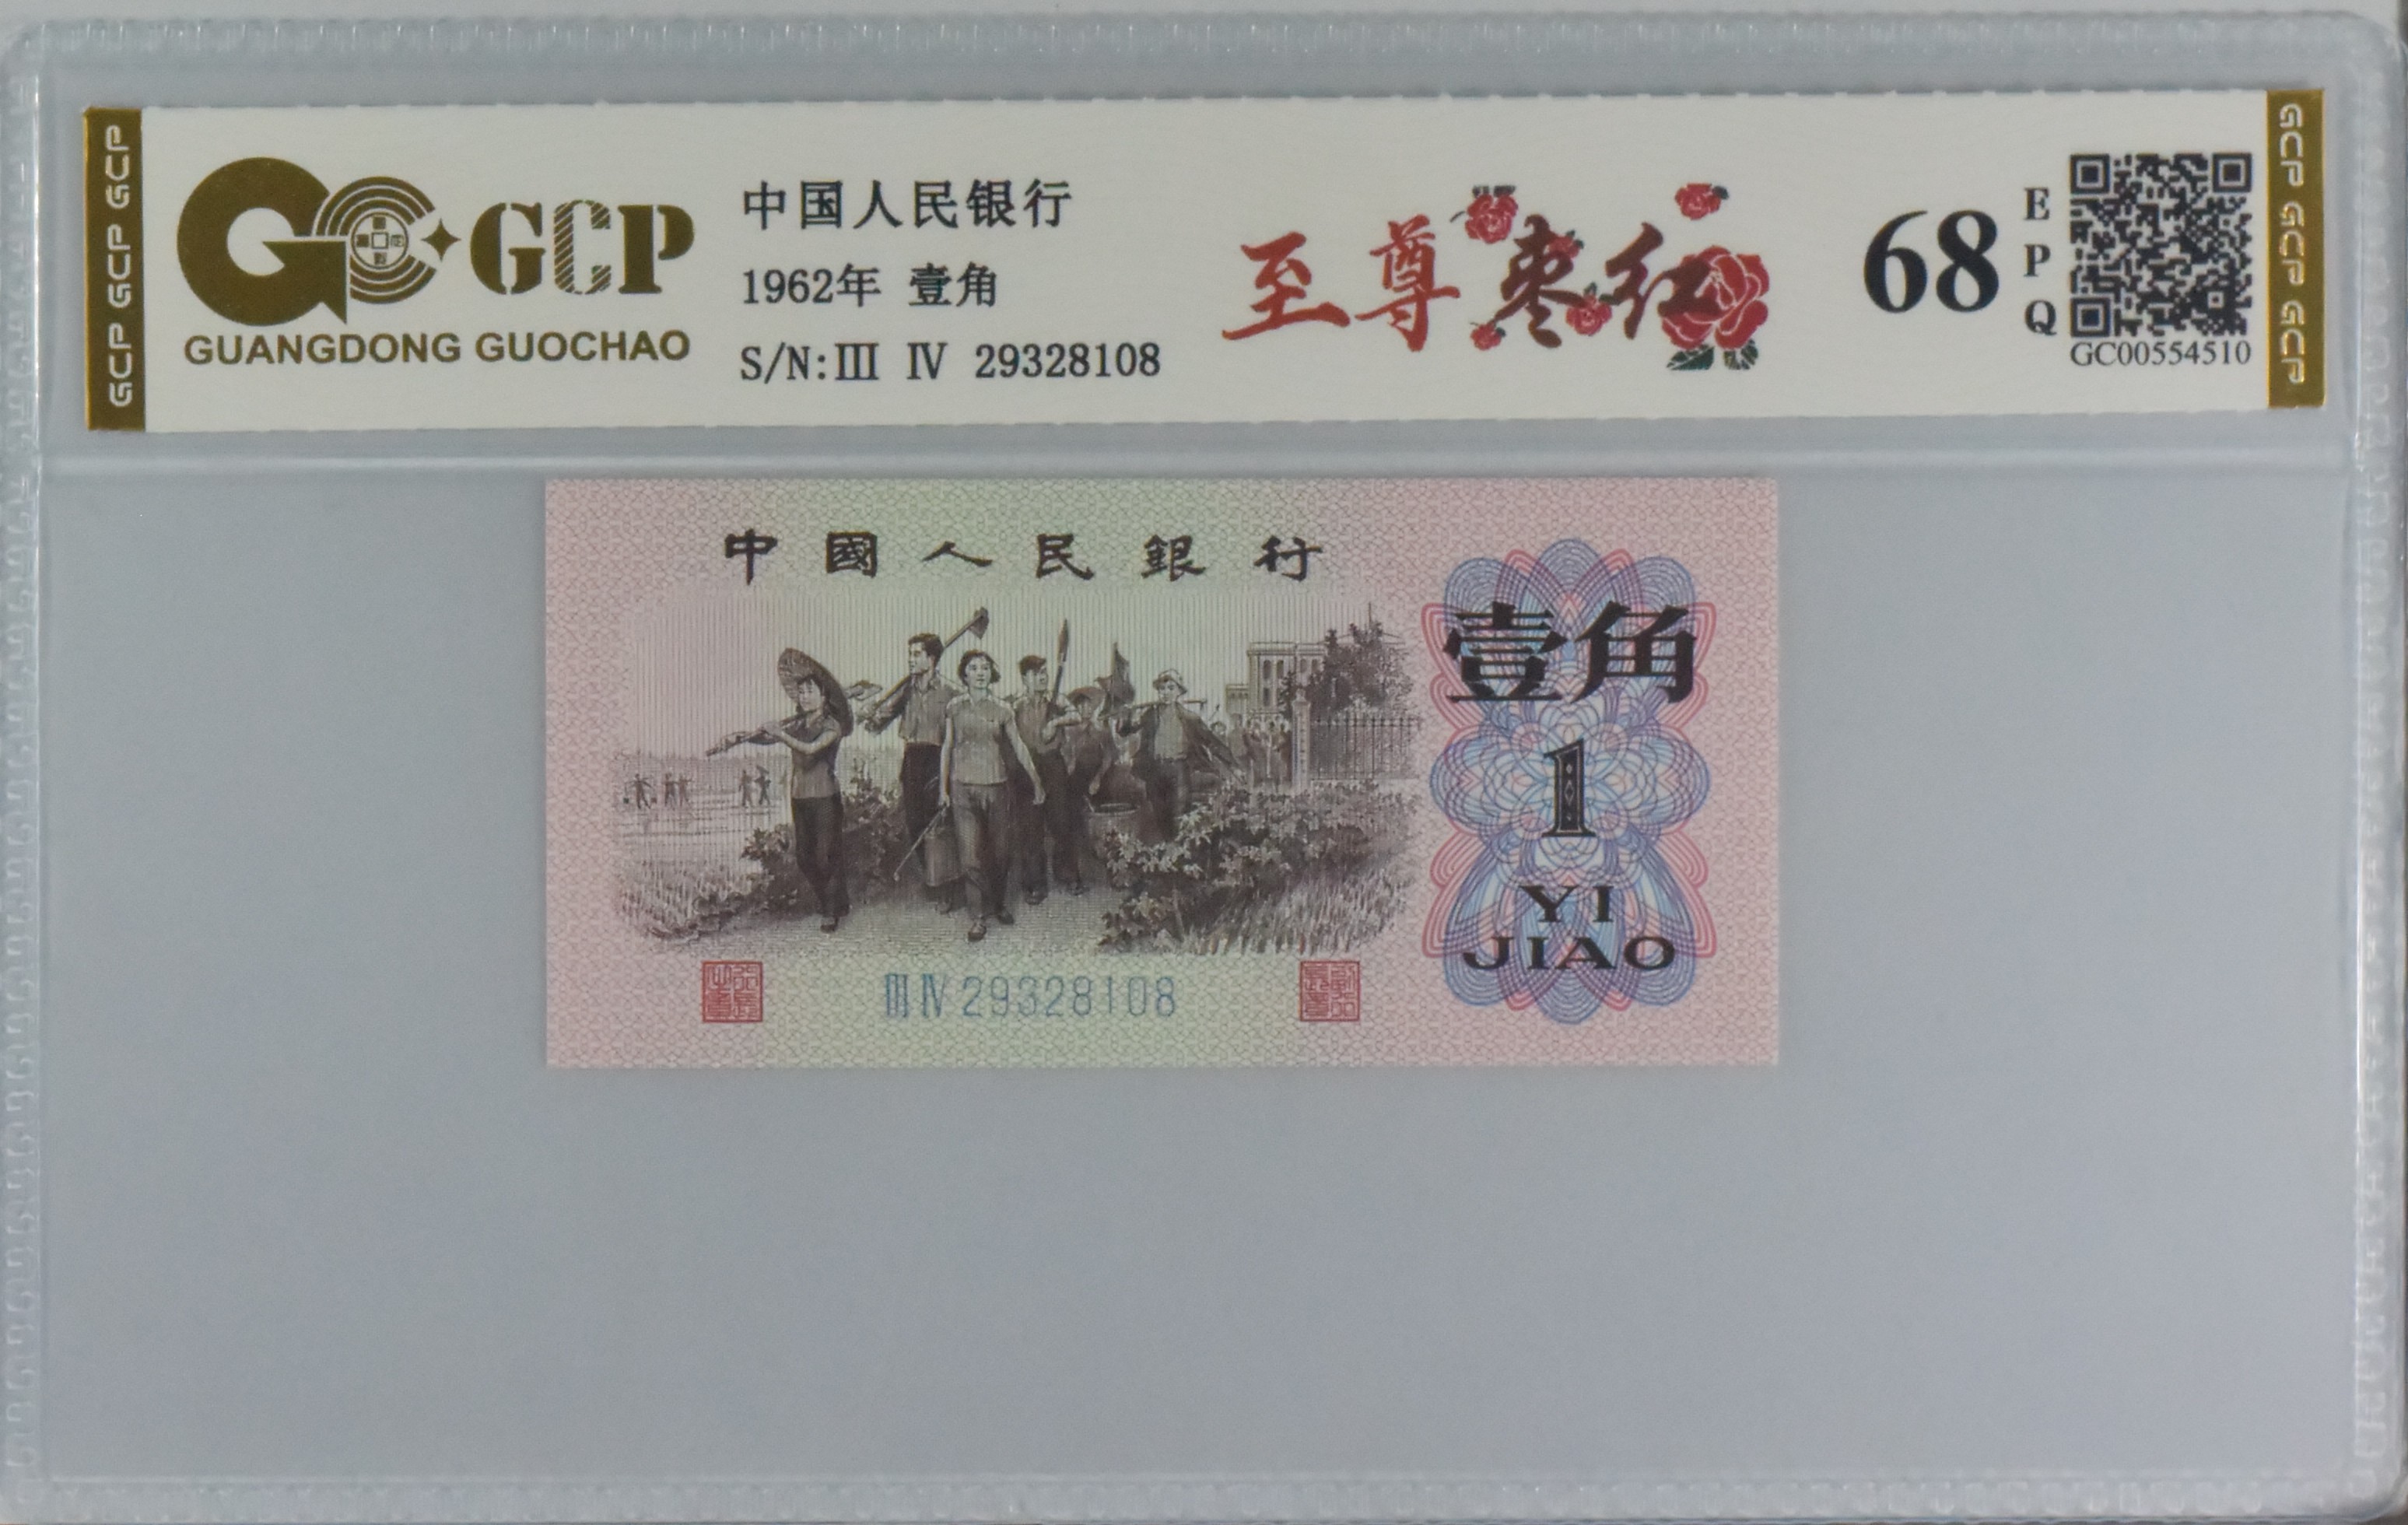 GCP GCP GCP
GCP
GUANGDONG GUOCHAO
中国人民银行
1962年 壹角
S/N:Ⅲ Ⅳ 29328108
至尊枣红
68
E
P
Q
GC00554510
GCP GCP GCP
中國人民銀行
壹角
1
YI
JIAO
Ⅲ Ⅳ 29328108